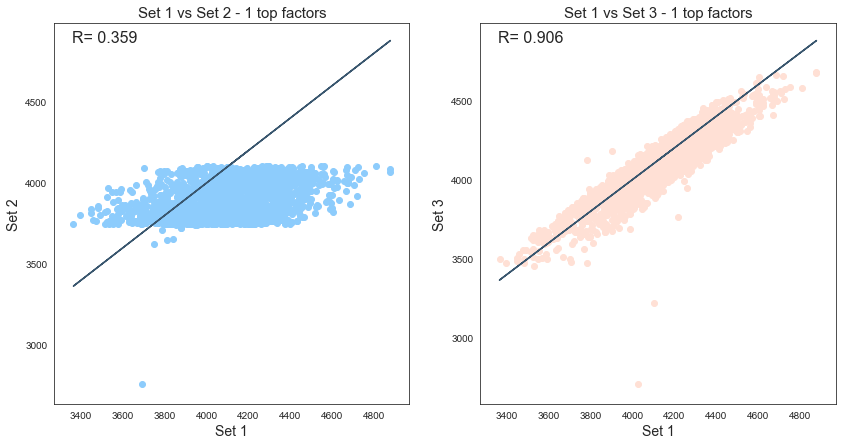 Set 1 vs Set 2 - 1 top factors
R= 0.359
4500
4000
3500
3000
Set 2
3400 3600 3800 4000 4200 4400 4600 4800
Set 1
Set 1 vs Set 3 - 1 top factors
R= 0.906
4500
4000
3500
3000
Set 3
3400 3600 3800 4000 4200 4400 4600 4800
Set 1